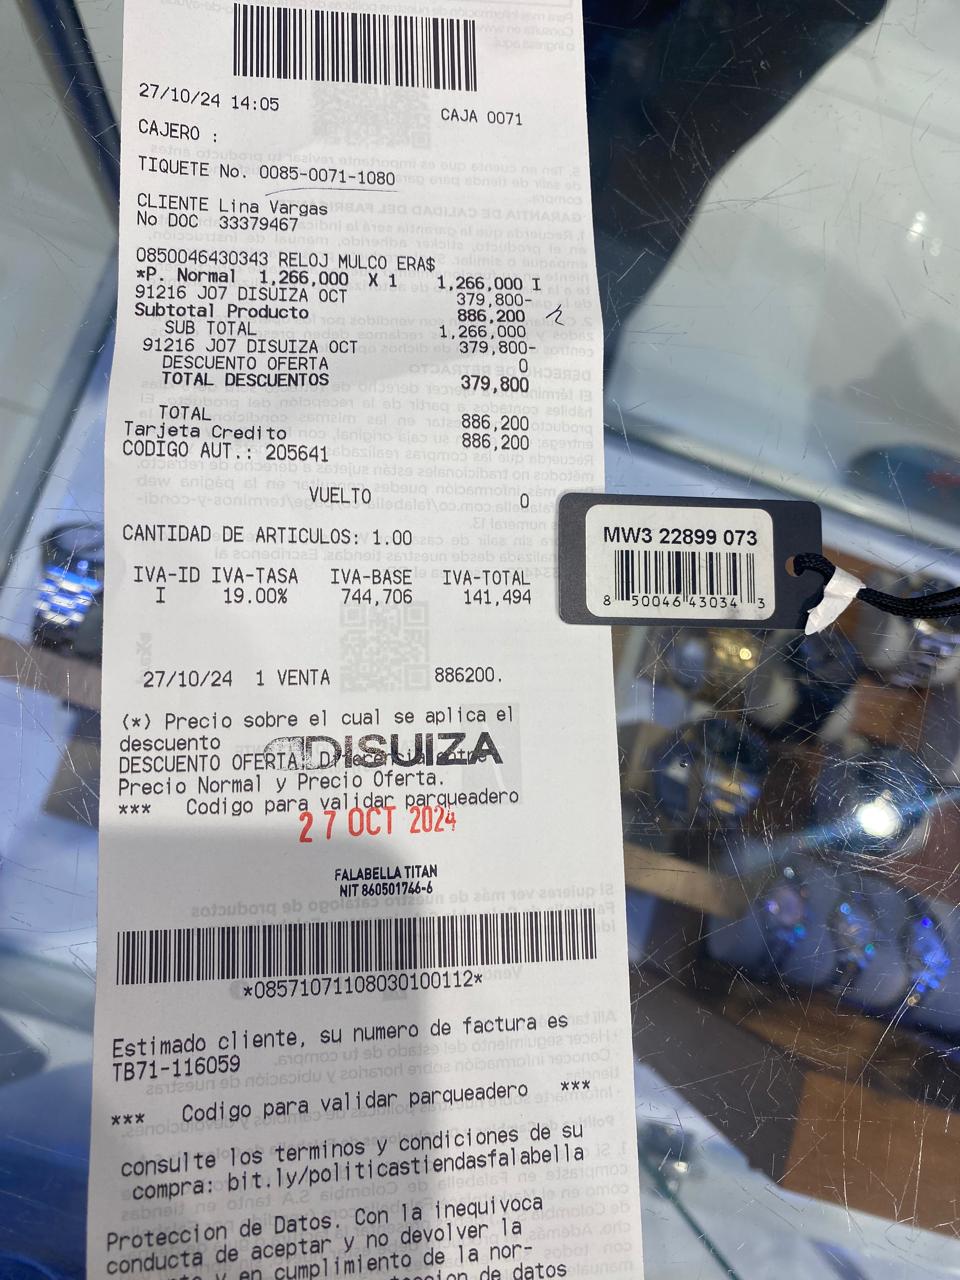 27/10/24 14:05
CAJA 0071
CAJERO :
TIQUETE No. 0085-0071-1080
CLIENTE Lina Vargas
No DOC 33379467
0850046430343 RELOJ MULCO ERA$
*P. Normal 1,266,000 X 1 1,266,000 I
91216 J07 DISUIZA OCT 379,800-
Subtotal Producto 886,200
SUB TOTAL 1,266,000
91216 J07 DISUIZA OCT 379,800-
DESCUENTO OFERTA 0
TOTAL DESCUENTOS 379,800
TOTAL 886,200
Tarjeta Credito 886,200
CODIGO AUT.: 205641
VUELTO 0
CANTIDAD DE ARTICULOS: 1.00
IVA-ID IVA-TASA IVA-BASE IVA-TOTAL
I 19.00% 744,706 141,494
27/10/24 1 VENTA 886200.
(*) Precio sobre el cual se aplica el
descuento
DISUIZA
DESCUENTO OFERTA
Precio Normal y Precio Oferta.
*** Codigo para validar parqueadero
27 OCT 2024
FALABELLA TITAN
NIT 860501746-6
*08571071108030100112*
Estimado cliente, su numero de factura es
TB71-116059
*** Codigo para validar parqueadero ***
consulte los terminos y condiciones de su
compra: bit.ly/politicastiendasfalabella
Proteccion de Datos. Con la inequivoca
conducta de aceptar y no devolver la
y en cumplimiento de la nor-
de datos
MW3 22899 073
8 50046 43034 3